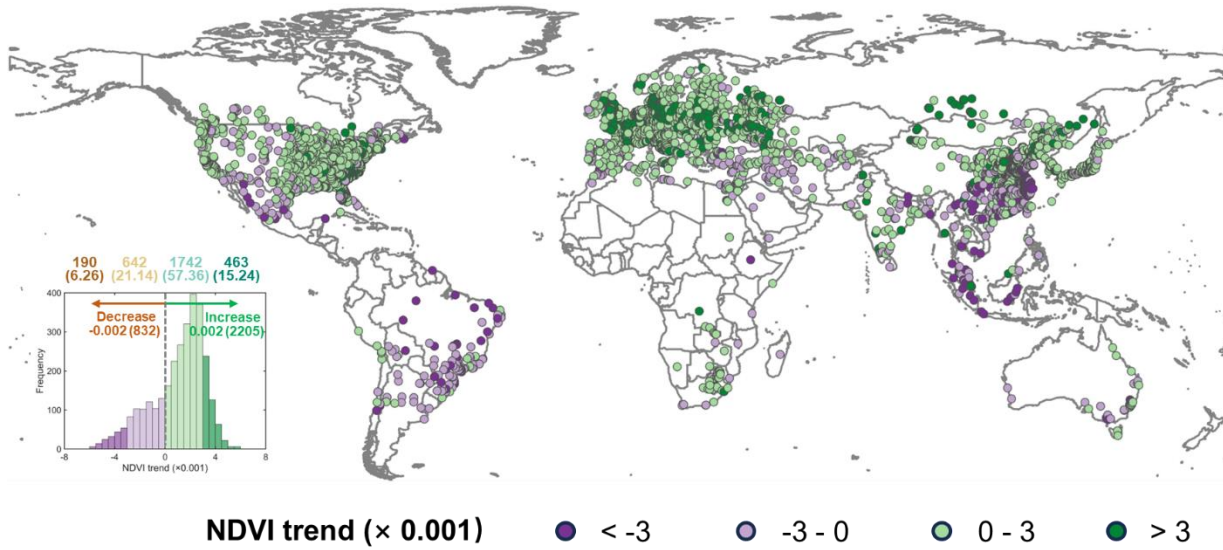 190 642 1742 463
(6.26) (21.14) (57.36) (15.24)
400
Decrease Increase
-0.002 (832) 0.002 (2205)
300
200
100
0
Frequency
-8 -4 0 4 8
NDVI trend (×0.001)
NDVI trend (× 0.001) < -3 -3 - 0 0 - 3 > 3